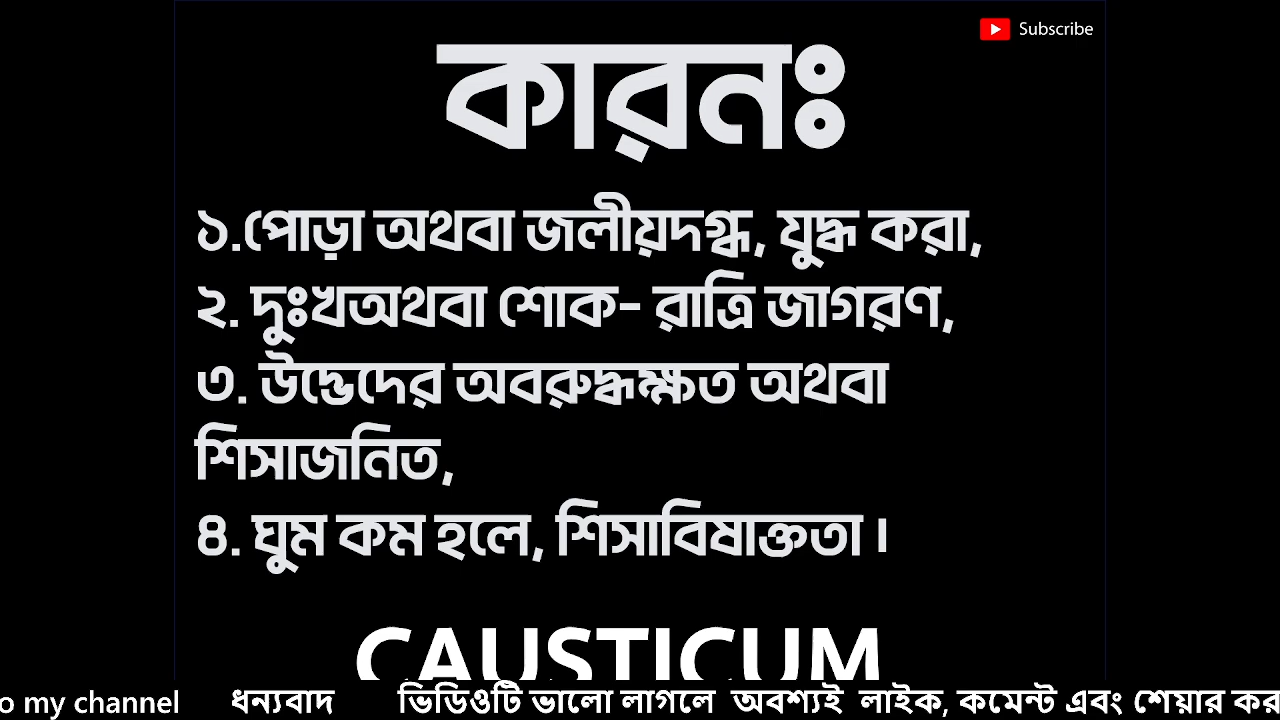 Subscribe
কারনঃ
১.পোড়া অথবা জলীয়দগ্ধ, যুদ্ধ করা,
২. দুঃখঅথবা শোক- রাত্রি জাগরণ,
৩. উদ্ভেদের অবরুদ্ধক্ষত অথবা
শিসাজনিত,
৪. ঘুম কম হলে, শিসাবিষাক্ততা ।
CAUSTICUM
o my channel ধন্যবাদ ভিডিওটি ভালো লাগলে অবশ্যই লাইক, কমেন্ট এবং শেয়ার কর